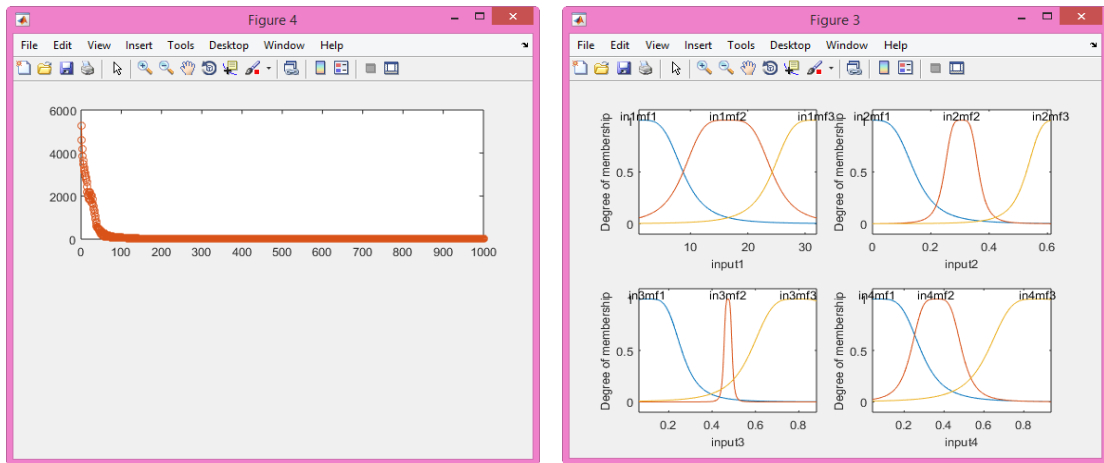 Figure 4
File Edit View Insert Tools Desktop Window Help
6000
4000
2000
0
0 100 200 300 400 500 600 700 800 900 1000
Figure 3
File Edit View Insert Tools Desktop Window Help
in1mf1 in1mf2 in1mf3
Degree of membership
1
0.5
0
10 20 30
input1
in2mf1 in2mf2 in2mf3
Degree of membership
1
0.5
0
0 0.2 0.4 0.6
input2
in3mf1 in3mf2 in3mf3
Degree of membership
1
0.5
0
0.2 0.4 0.6 0.8
input3
in4mf1 in4mf2 in4mf3
Degree of membership
1
0.5
0
0.2 0.4 0.6 0.8
input4